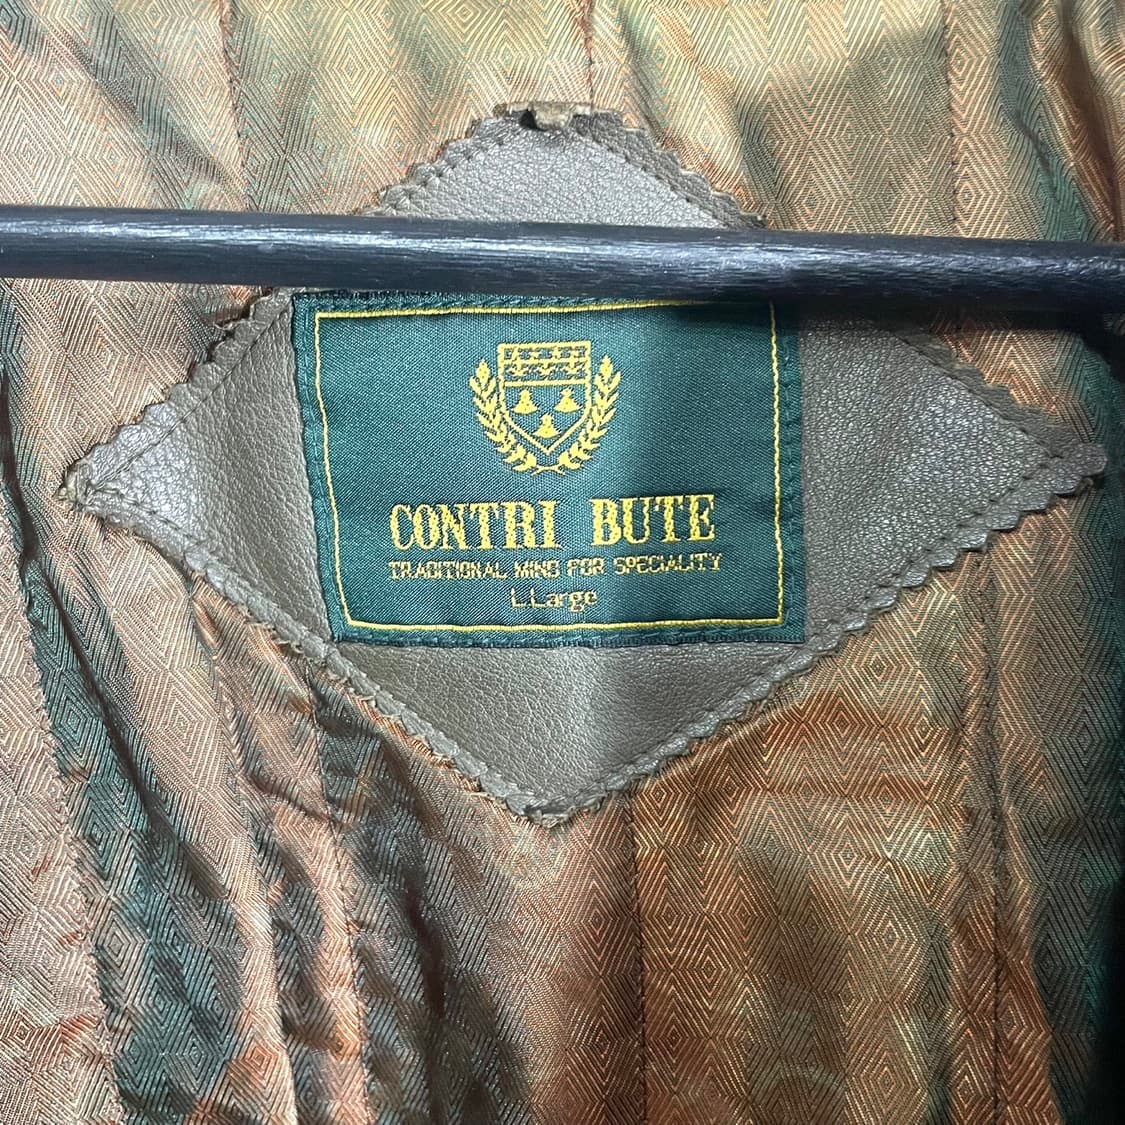 CONTRI BUTE
TRADITIONAL MIND FOR SPECIALITY
L.Large